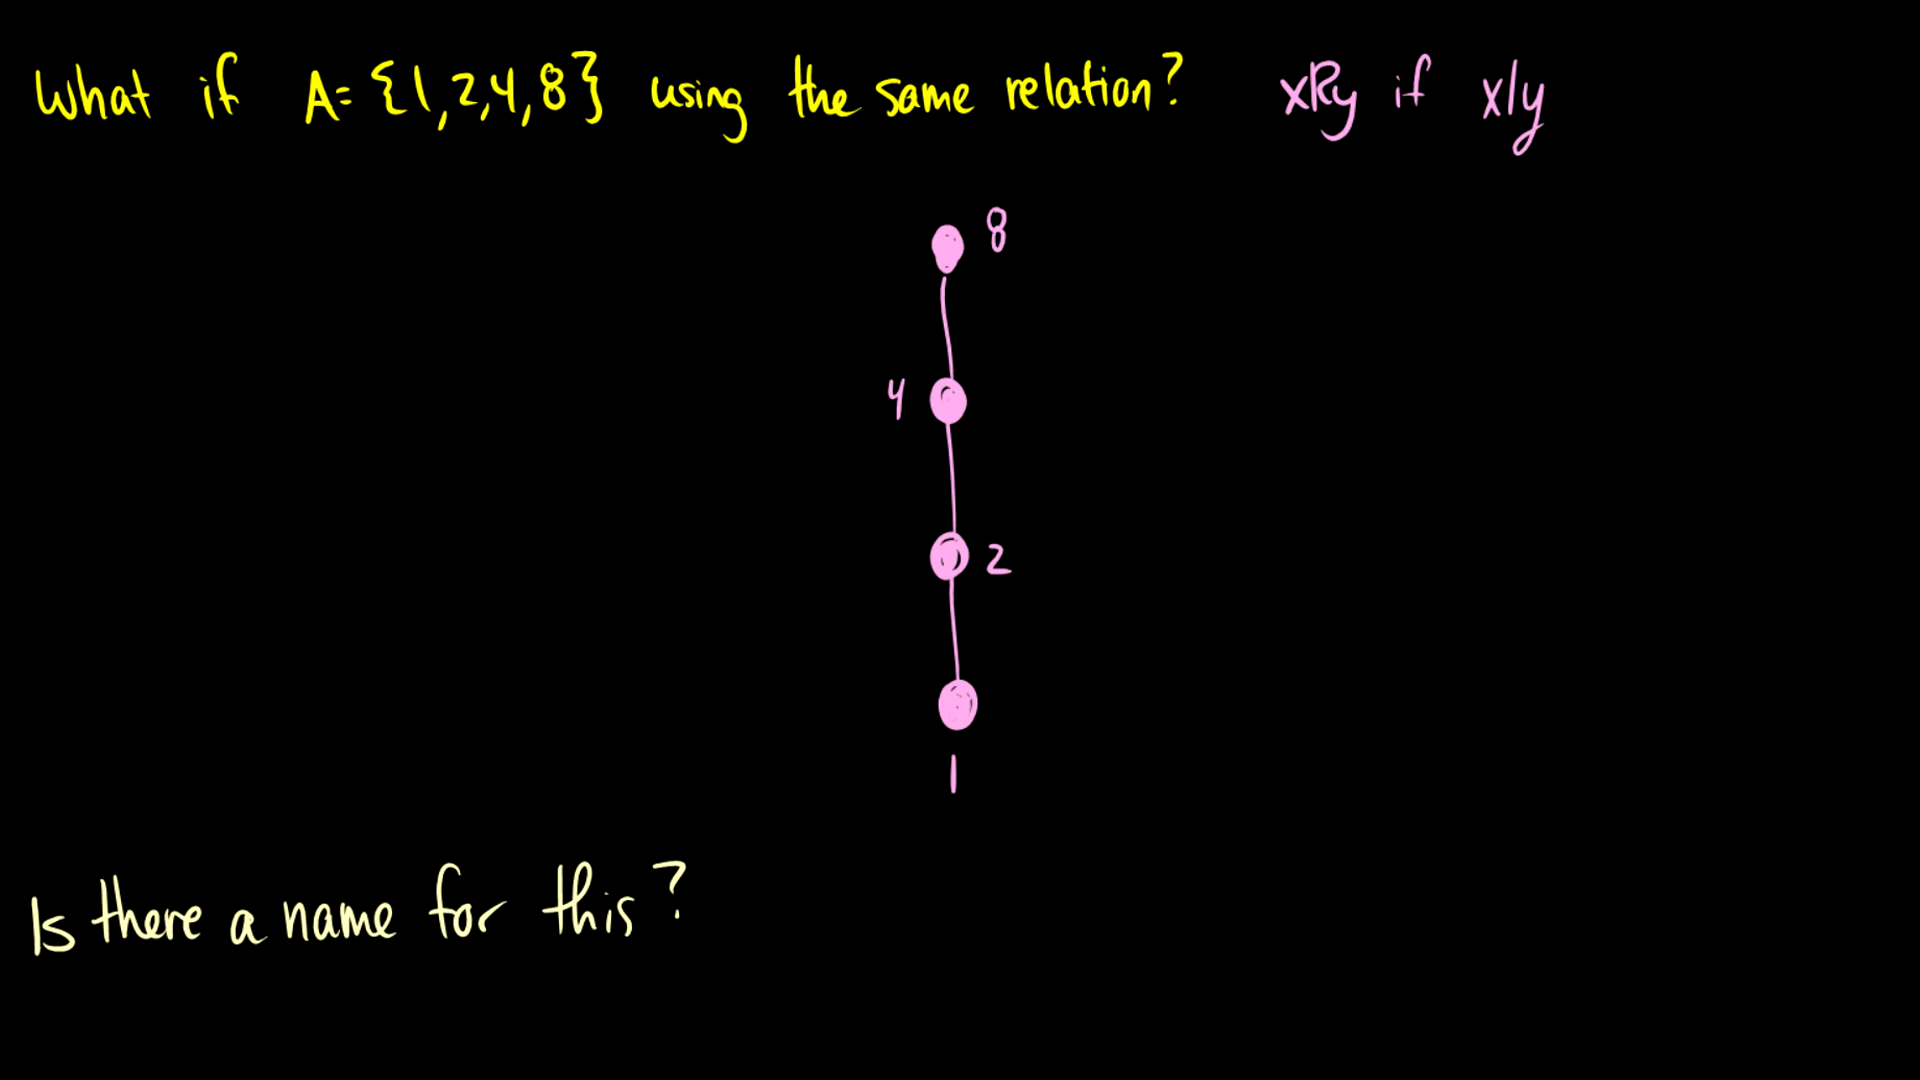 What if A = {1,2,4,8} using the same relation? xRy if x|y
8
4
2
1
Is there a name for this?